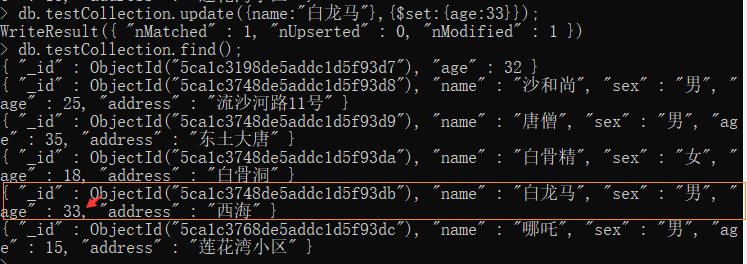 > db.testCollection.update({name:"白龙马"},{$set:{age:33}});
WriteResult({ "nMatched" : 1, "nUpserted" : 0, "nModified" : 1 })
> db.testCollection.find();
{ "_id" : ObjectId("5ca1c3198de5addc1d5f93d7"), "age" : 32 }
{ "_id" : ObjectId("5ca1c3748de5addc1d5f93d8"), "name" : "沙和尚", "sex" : "男", "
age" : 25, "address" : "流沙河路11号" }
{ "_id" : ObjectId("5ca1c3748de5addc1d5f93d9"), "name" : "唐僧", "sex" : "男", "ag
e" : 35, "address" : "东土大唐" }
{ "_id" : ObjectId("5ca1c3748de5addc1d5f93da"), "name" : "白骨精", "sex" : "女", "
age" : 18, "address" : "白骨洞" }
{ "_id" : ObjectId("5ca1c3748de5addc1d5f93db"), "name" : "白龙马", "sex" : "男", "
age" : 33, "address" : "西海" }
{ "_id" : ObjectId("5ca1c3768de5addc1d5f93dc"), "name" : "哪吒", "sex" : "男", "ag
e" : 15, "address" : "莲花湾小区" }